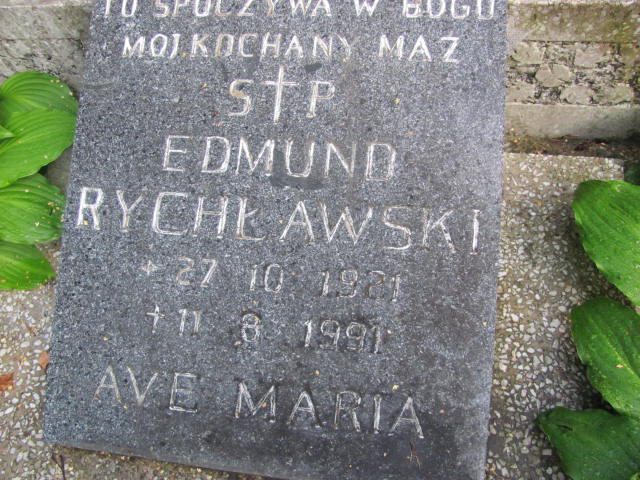 TU SPOCZYWA W BOGU
MÓJ KOCHANY MĄŻ
S†P
EDMUND
RYCHŁAWSKI
* 27 10 1921
† 11 8 1991
AVE MARIA